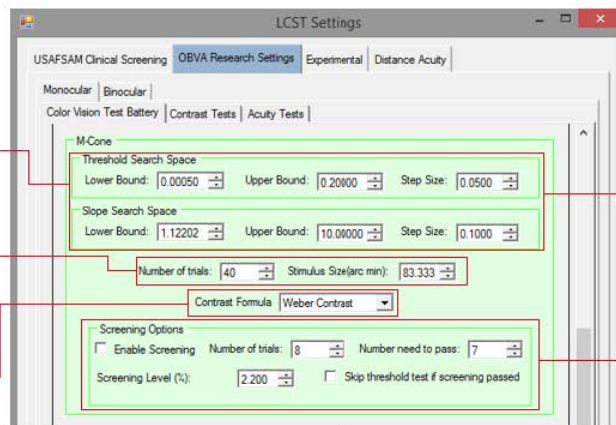 LCST Settings
USAFSAM Clinical Screening OBVA Research Settings Experimental Distance Acuity
Monocular Binocular
Color Vision Test Battery Contrast Tests Acuity Tests
M-Cone
Threshold Search Space
Lower Bound: 0.00050 Upper Bound: 0.20000 Step Size: 0.0500
Slope Search Space
Lower Bound: 1.12202 Upper Bound: 10.00000 Step Size: 0.1000
Number of trials: 40 Stimulus Size(arc min): 83.333
Contrast Formula Weber Contrast
Screening Options
Enable Screening Number of trials: 8 Number need to pass: 7
Screening Level (%): 2.200 Skip threshold test if screening passed